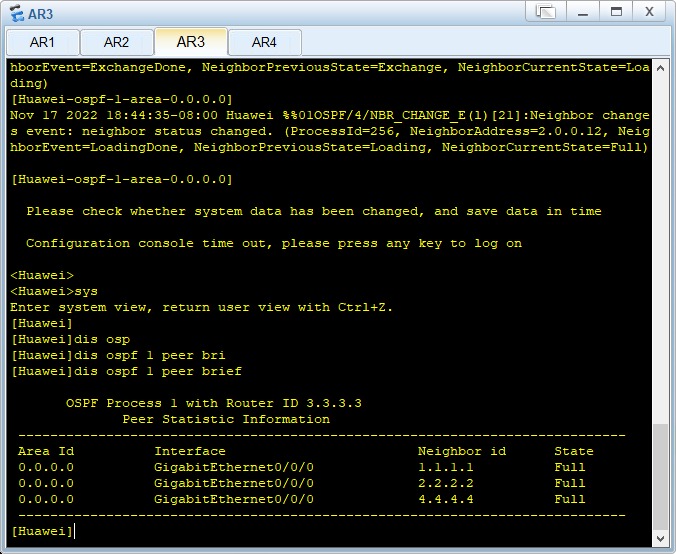 AR3
AR1
AR2
AR3
AR4
hborEvent=ExchangeDone, NeighborPreviousState=Exchange, NeighborCurrentState=Loa
ding)
[Huawei-ospf-1-area-0.0.0.0]
Nov 17 2022 18:44:35-08:00 Huawei %%01OSPF/4/NBR_CHANGE_E(l)[21]:Neighbor change
s event: neighbor status changed. (ProcessId=256, NeighborAddress=2.0.0.12, Neig
hborEvent=LoadingDone, NeighborPreviousState=Loading, NeighborCurrentState=Full)
[Huawei-ospf-1-area-0.0.0.0]
Please check whether system data has been changed, and save data in time
Configuration console time out, please press any key to log on
<Huawei>
<Huawei>sys
Enter system view, return user view with Ctrl+Z.
[Huawei]
[Huawei]dis osp
[Huawei]dis ospf 1 peer bri
[Huawei]dis ospf 1 peer brief
OSPF Process 1 with Router ID 3.3.3.3
Peer Statistic Information
----------------------------------------------------------------------------
Area Id Interface Neighbor id State
0.0.0.0 GigabitEthernet0/0/0 1.1.1.1 Full
0.0.0.0 GigabitEthernet0/0/0 2.2.2.2 Full
0.0.0.0 GigabitEthernet0/0/0 4.4.4.4 Full
----------------------------------------------------------------------------
[Huawei]